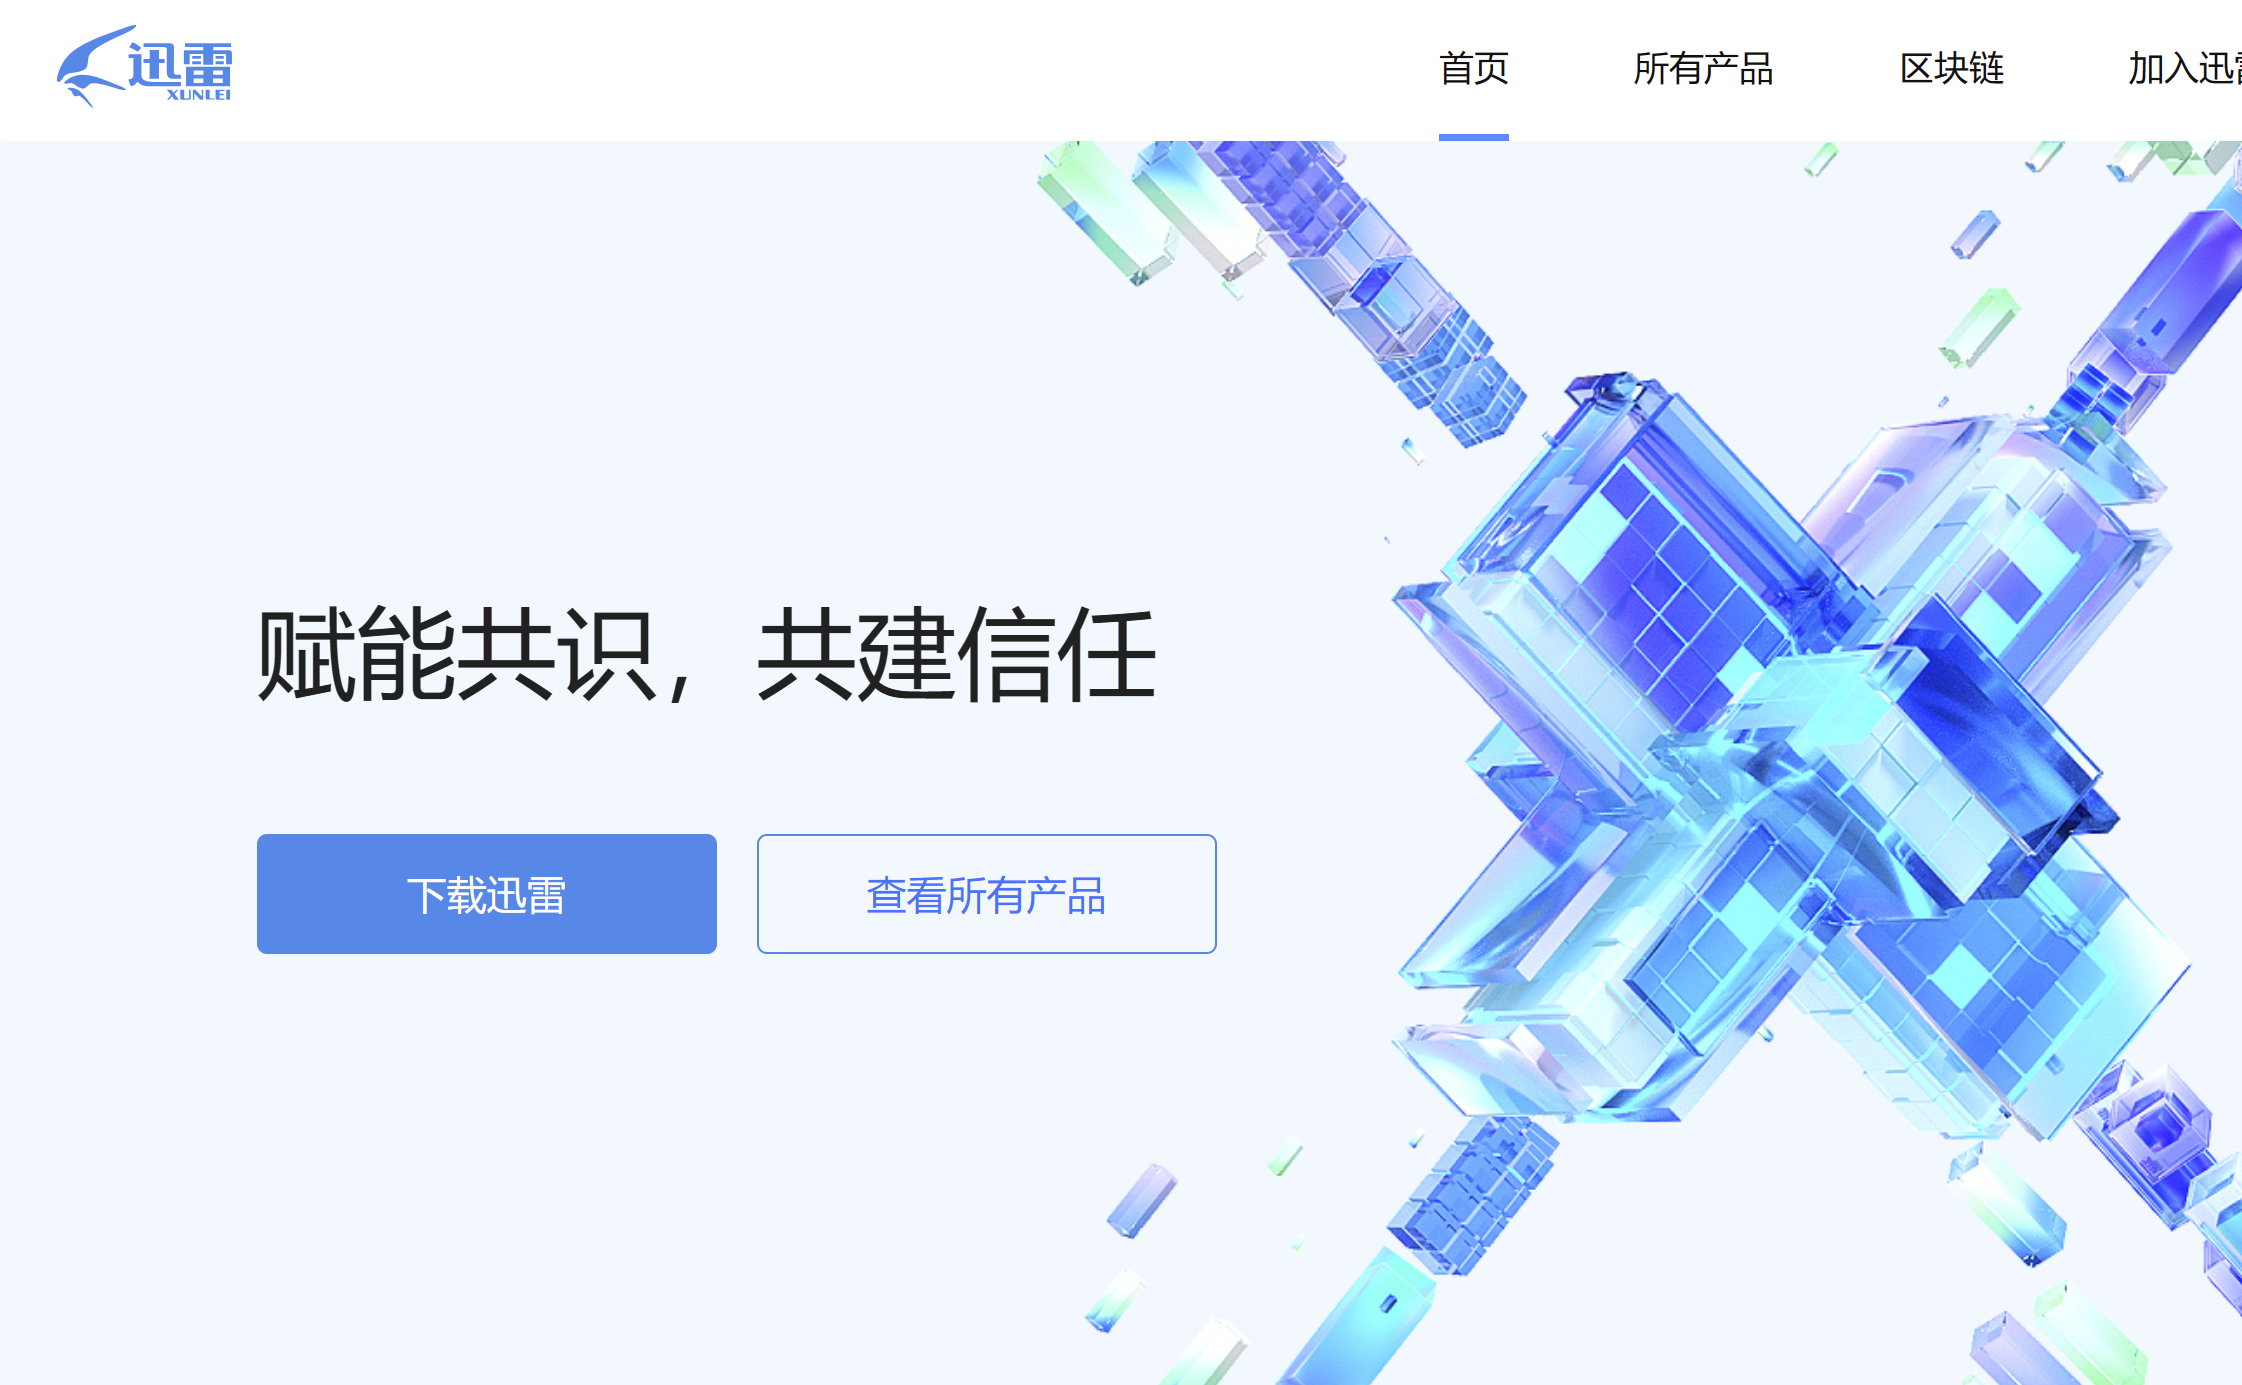 迅雷
XUNLEI
首页 所有产品 区块链 加入迅
赋能共识，共建信任
下载迅雷 查看所有产品